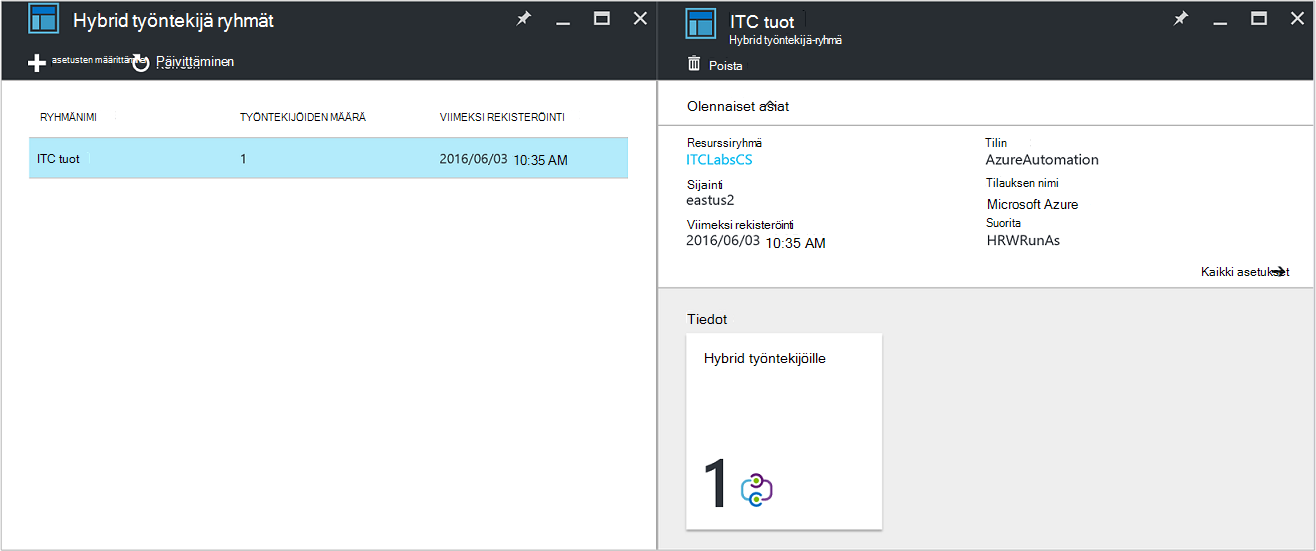 Hybrid työntekijä ryhmät
asetusten määrittäminen Päivittäminen
RYHMÄNIMI TYÖNTEKIJÖIDEN MÄÄRÄ VIIMEKSI REKISTERÖINTI
ITC tuot 1 2016/06/03 10:35 AM
ITC tuot
Hybrid työntekijä-ryhmä
Poista
Olennaiset asiat
Resurssiryhmä
ITCLabsCS
Sijainti
eastus2
Viimeksi rekisteröinti
2016/06/03 10:35 AM
Tilin
AzureAutomation
Tilauksen nimi
Microsoft Azure
Suorita
HRWRunAs
Kaikki asetukset
Tiedot
Hybrid työntekijöille
1